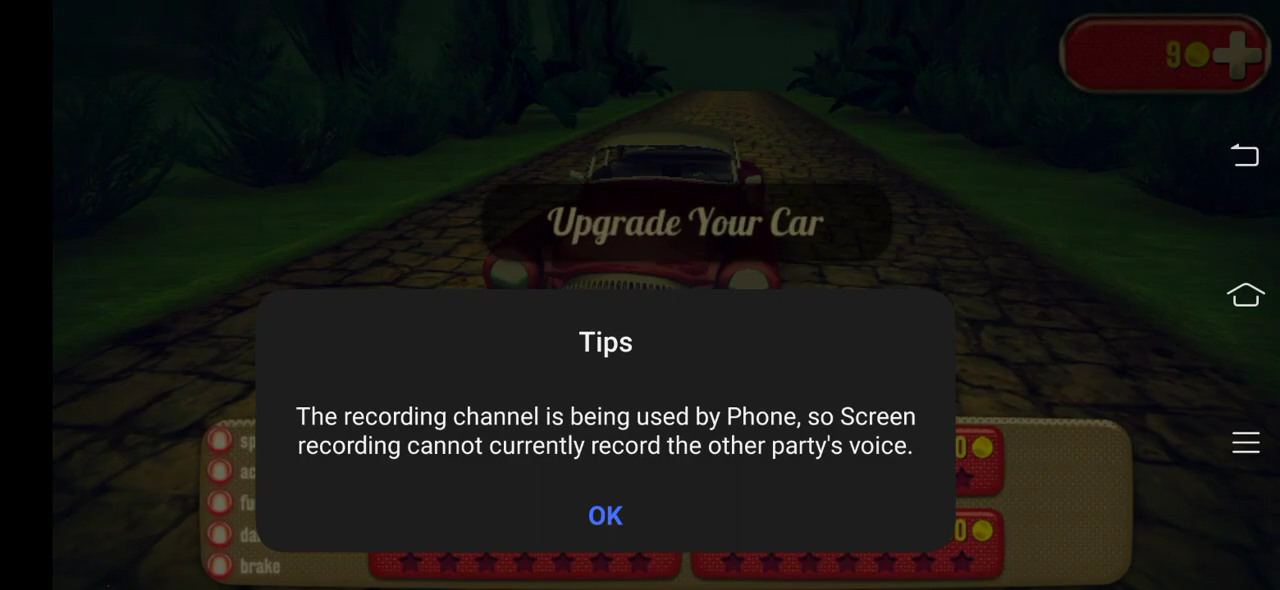 9
Upgrade Your Car
Tips
The recording channel is being used by Phone, so Screen
recording cannot currently record the other party's voice.
OK
brake